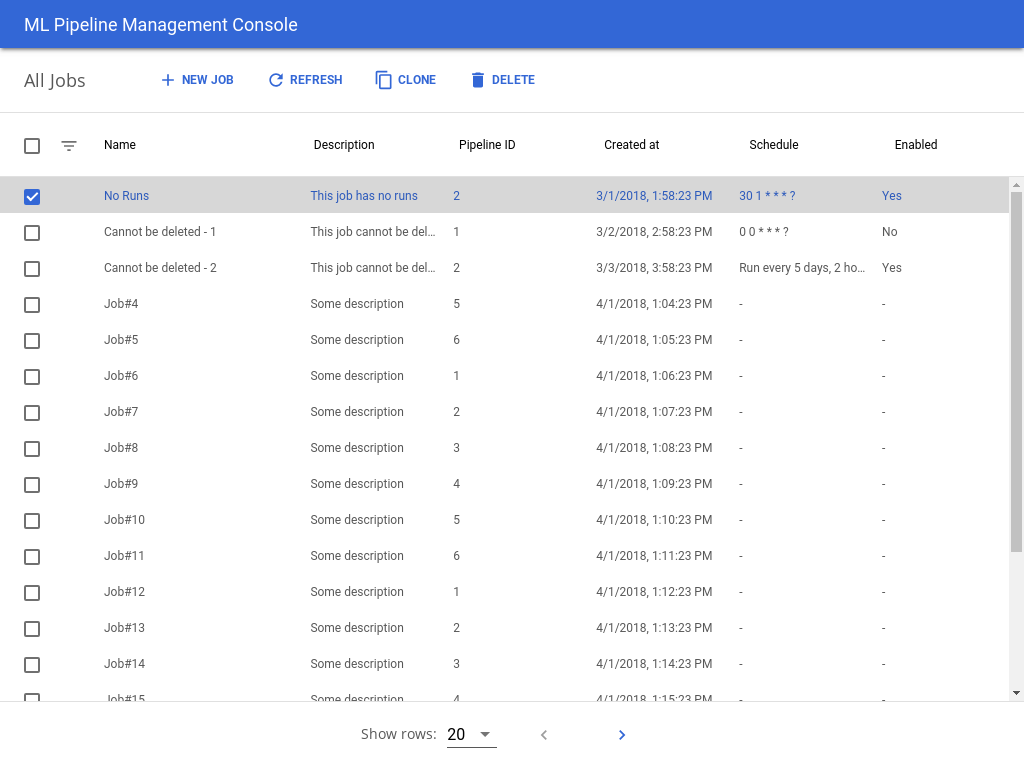 ML Pipeline Management Console
All Jobs NEW JOB REFRESH CLONE DELETE
Name Description Pipeline ID Created at Schedule Enabled
No Runs This job has no runs 2 3/1/2018, 1:58:23 PM 30 1 * * * ? Yes
Cannot be deleted - 1 This job cannot be del... 1 3/2/2018, 2:58:23 PM 0 0 * * * ? No
Cannot be deleted - 2 This job cannot be del... 2 3/3/2018, 3:58:23 PM Run every 5 days, 2 ho... Yes
Job#4 Some description 5 4/1/2018, 1:04:23 PM - -
Job#5 Some description 6 4/1/2018, 1:05:23 PM - -
Job#6 Some description 1 4/1/2018, 1:06:23 PM - -
Job#7 Some description 2 4/1/2018, 1:07:23 PM - -
Job#8 Some description 3 4/1/2018, 1:08:23 PM - -
Job#9 Some description 4 4/1/2018, 1:09:23 PM - -
Job#10 Some description 5 4/1/2018, 1:10:23 PM - -
Job#11 Some description 6 4/1/2018, 1:11:23 PM - -
Job#12 Some description 1 4/1/2018, 1:12:23 PM - -
Job#13 Some description 2 4/1/2018, 1:13:23 PM - -
Job#14 Some description 3 4/1/2018, 1:14:23 PM - -
Job#15 Some description 4 4/1/2018, 1:15:23 PM - -
Show rows: 20